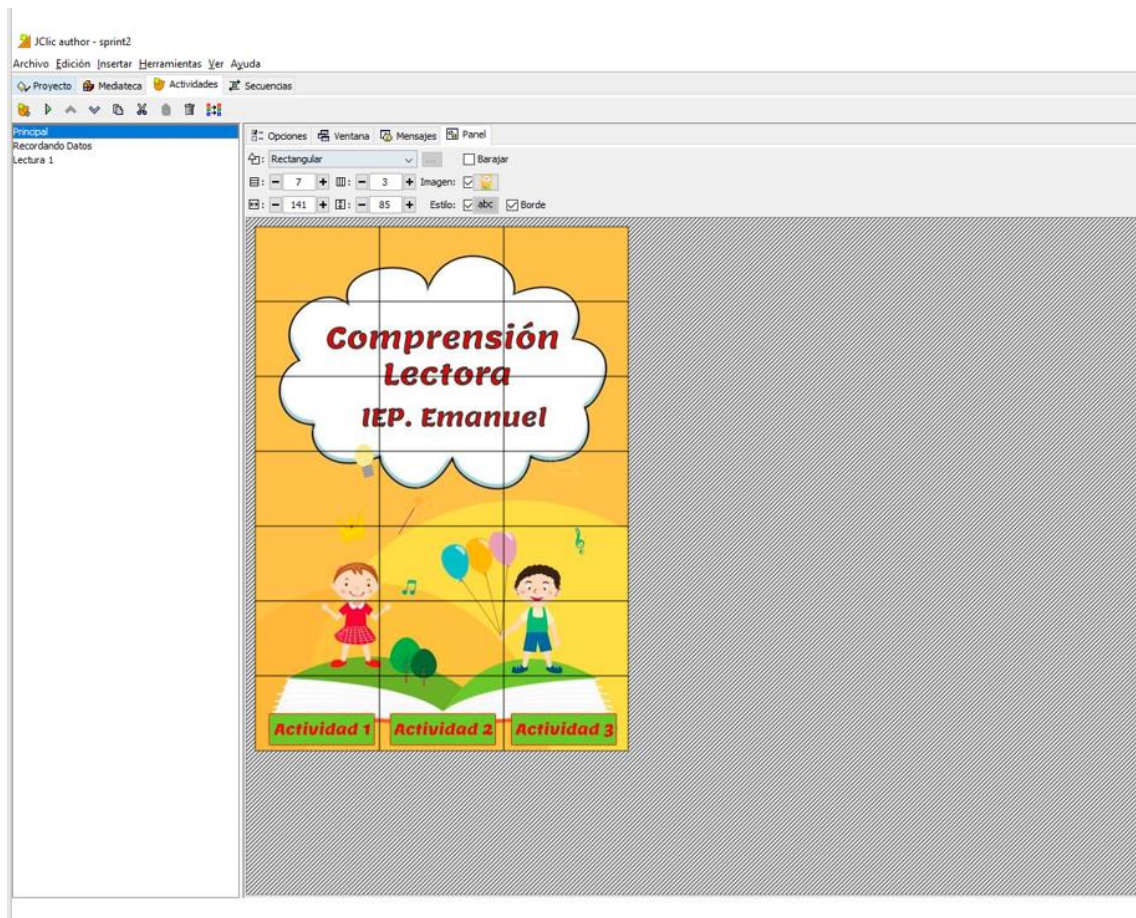 JClic author - sprint2
Archivo Edición Insertar Herramientas Ver Ayuda
Proyecto Mediateca Actividades Secuencias
Principal
Recordando Datos
Lectura 1
Opciones Ventana Mensajes Panel
Rectangular ... Barajar
7 3 Imagen:
141 85 Estilo: abc Borde
Comprensión
Lectora
IEP. Emanuel
Actividad 1 Actividad 2 Actividad 3